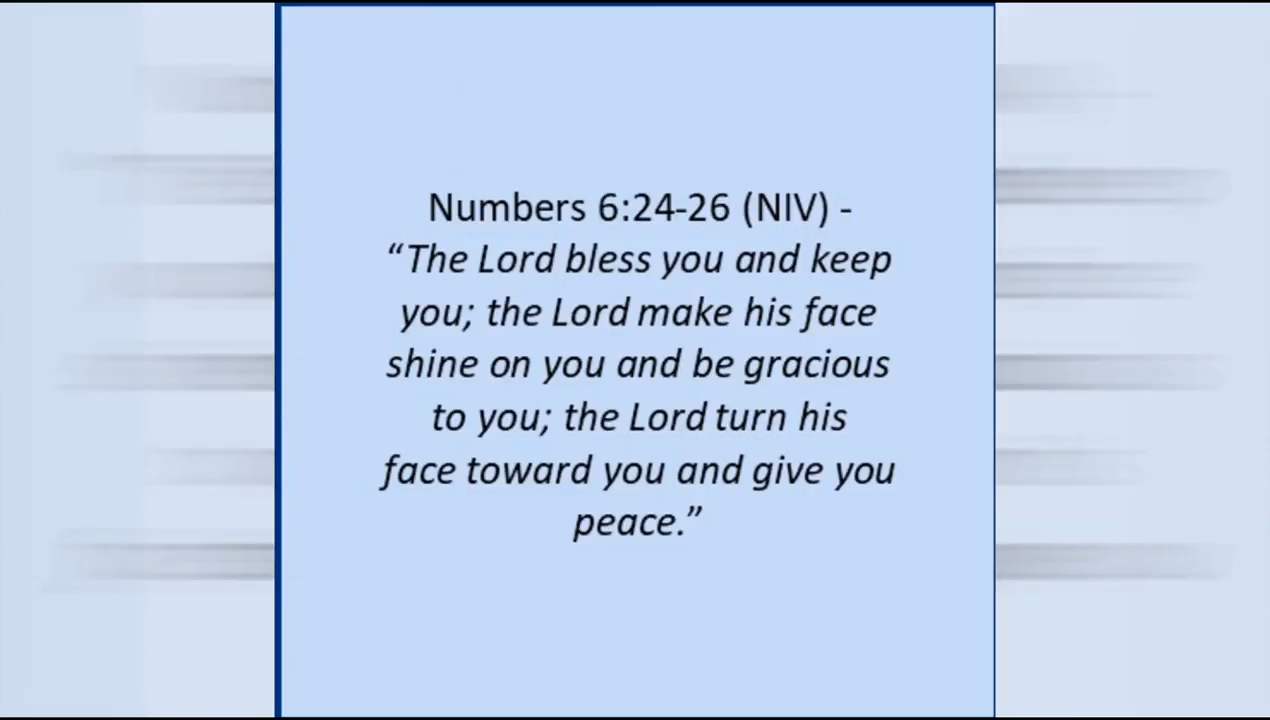 Numbers 6:24-26 (NIV) -
“The Lord bless you and keep
you; the Lord make his face
shine on you and be gracious
to you; the Lord turn his
face toward you and give you
peace.”